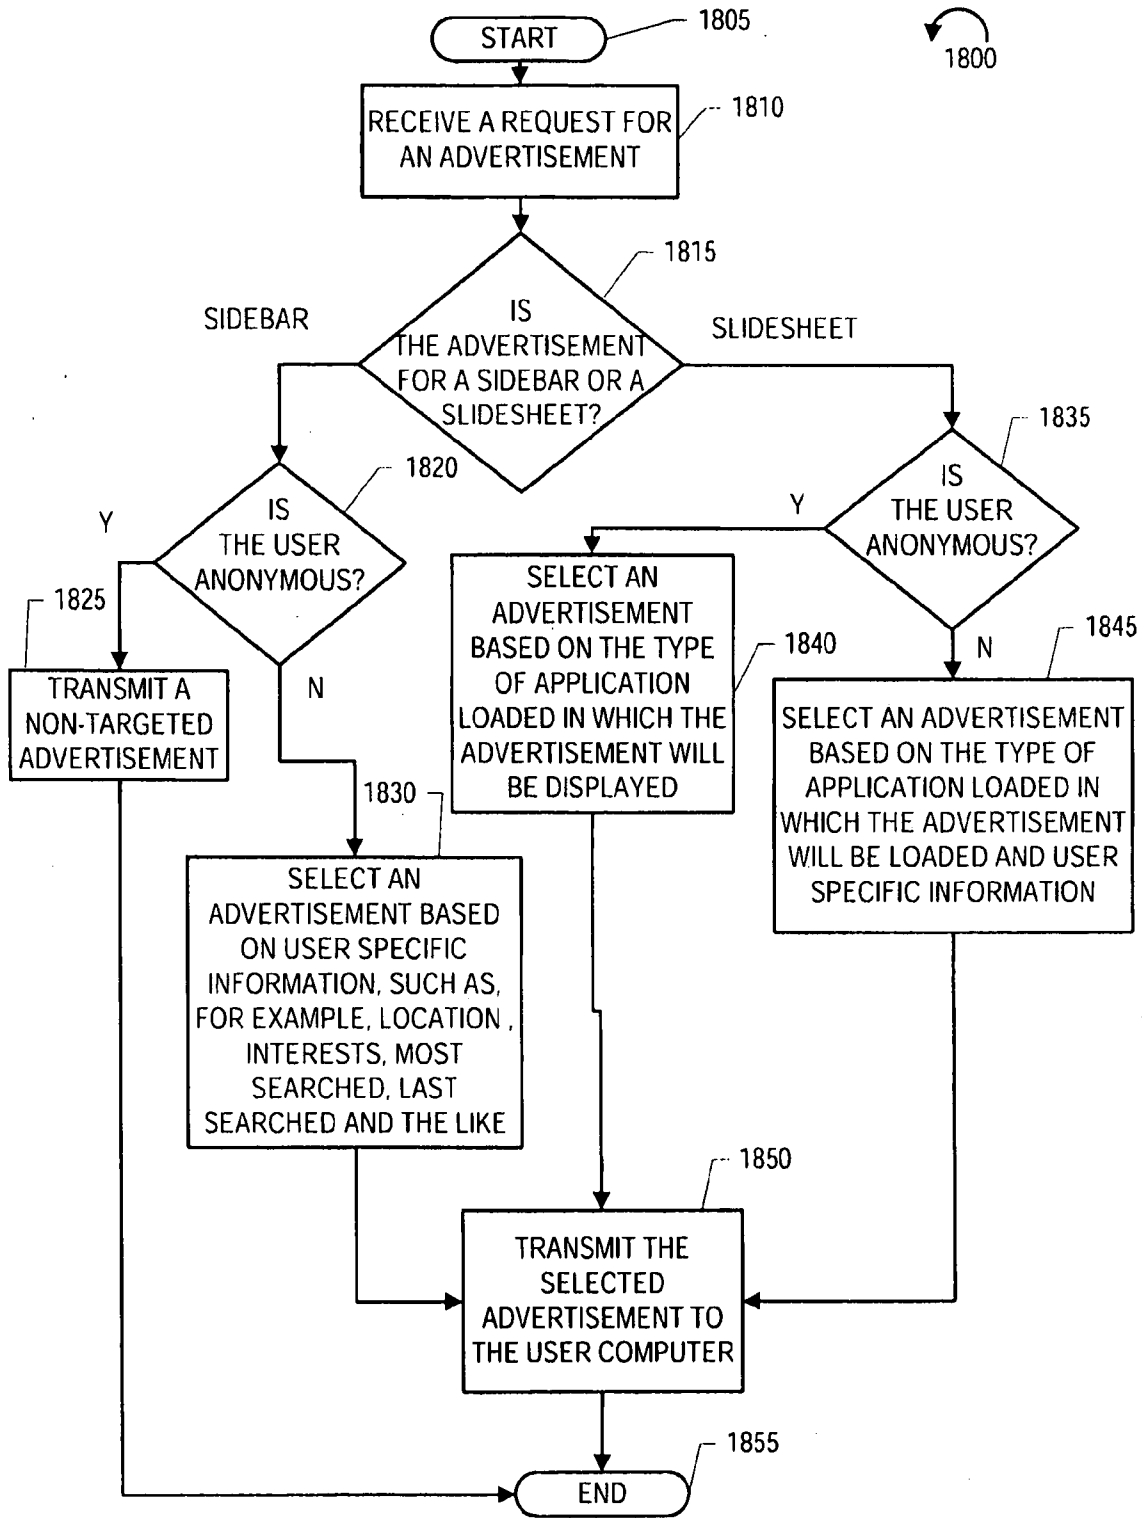 START
1805
1800
RECEIVE A REQUEST FOR
AN ADVERTISEMENT
1810
1815
IS
THE ADVERTISEMENT
FOR A SIDEBAR OR A
SLIDESHEET?
SIDEBAR
SLIDESHEET
1820
IS
THE USER
ANONYMOUS?
Y
N
1835
IS
THE USER
ANONYMOUS?
Y
N
1825
TRANSMIT A
NON-TARGETED
ADVERTISEMENT
1840
SELECT AN
ADVERTISEMENT
BASED ON THE TYPE
OF APPLICATION
LOADED IN WHICH THE
ADVERTISEMENT WILL
BE DISPLAYED
1845
SELECT AN ADVERTISEMENT
BASED ON THE TYPE OF
APPLICATION LOADED IN
WHICH THE ADVERTISEMENT
WILL BE LOADED AND USER
SPECIFIC INFORMATION
1830
SELECT AN
ADVERTISEMENT BASED
ON USER SPECIFIC
INFORMATION, SUCH AS,
FOR EXAMPLE, LOCATION,
INTERESTS, MOST
SEARCHED, LAST
SEARCHED AND THE LIKE
1850
TRANSMIT THE
SELECTED
ADVERTISEMENT TO
THE USER COMPUTER
1855
END